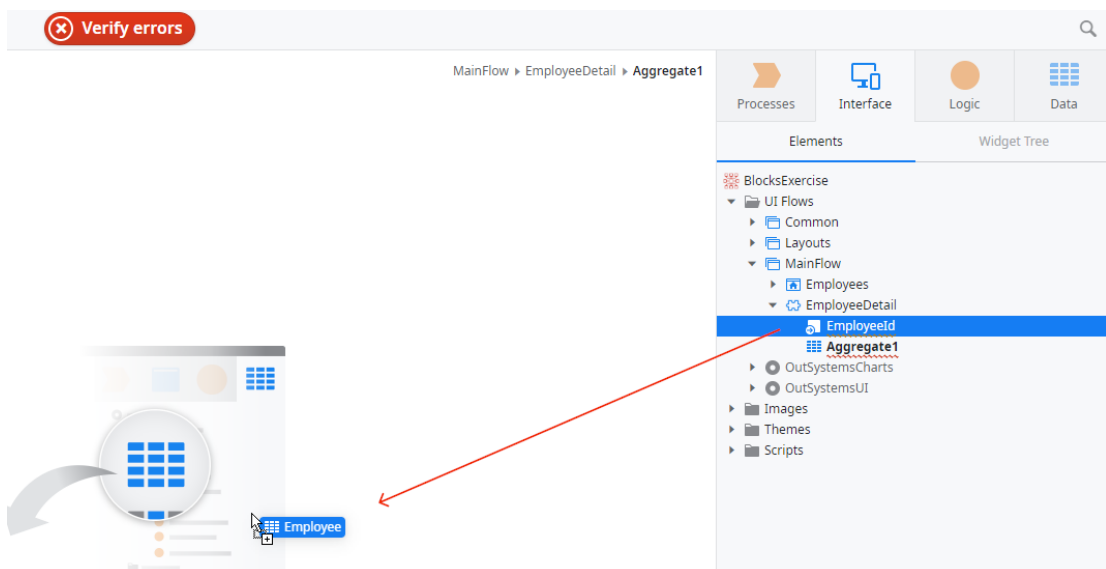 Verify errors
MainFlow ▸ EmployeeDetail ▸ Aggregate1
Processes
Interface
Logic
Data
Elements
Widget Tree
BlocksExercise
UI Flows
Common
Layouts
MainFlow
Employees
EmployeeDetail
EmployeeId
Aggregate1
OutSystemsCharts
OutSystemsUI
Images
Themes
Scripts
Employee